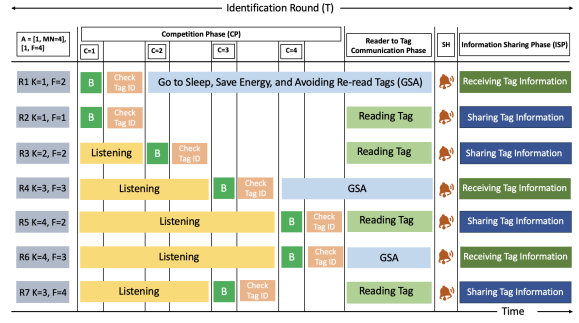 Identification Round (T)
A = [1, MN=4], [1, F=4]
Competition Phase (CP)
C=1
C=2
C=3
C=4
Reader to Tag Communication Phase
SH
Information Sharing Phase (ISP)
R1 K=1, F=2
B
Check Tag ID
Go to Sleep, Save Energy, and Avoiding Re-read Tags (GSA)
Receiving Tag Information
R2 K=1, F=1
B
Check Tag ID
Reading Tag
Sharing Tag Information
R3 K=2, F=2
Listening
B
Check Tag ID
Reading Tag
Sharing Tag Information
R4 K=3, F=3
Listening
B
Check Tag ID
GSA
Receiving Tag Information
R5 K=4, F=2
Listening
B
Check Tag ID
Reading Tag
Sharing Tag Information
R6 K=4, F=3
Listening
B
Check Tag ID
GSA
Receiving Tag Information
R7 K=3, F=4
Listening
B
Check Tag ID
Reading Tag
Sharing Tag Information
Time